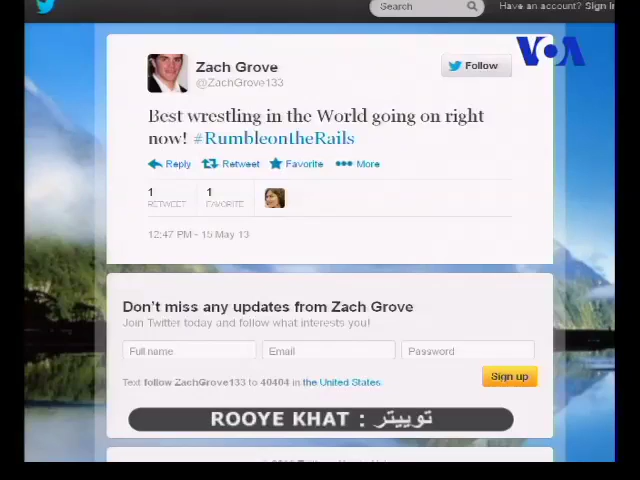 Search
Have an account? Sign in
VOA
Zach Grove
@ZachGrove133
Follow
Best wrestling in the World going on right
now! #RumbleontheRails
Reply Retweet Favorite More
1 1
RETWEET FAVORITE
12:47 PM - 15 May 13
Don't miss any updates from Zach Grove
Join Twitter today and follow what interests you!
Full name Email Password
Sign up
Text follow ZachGrove133 to 40404 in the United States
ROOYE KHAT : توییتر